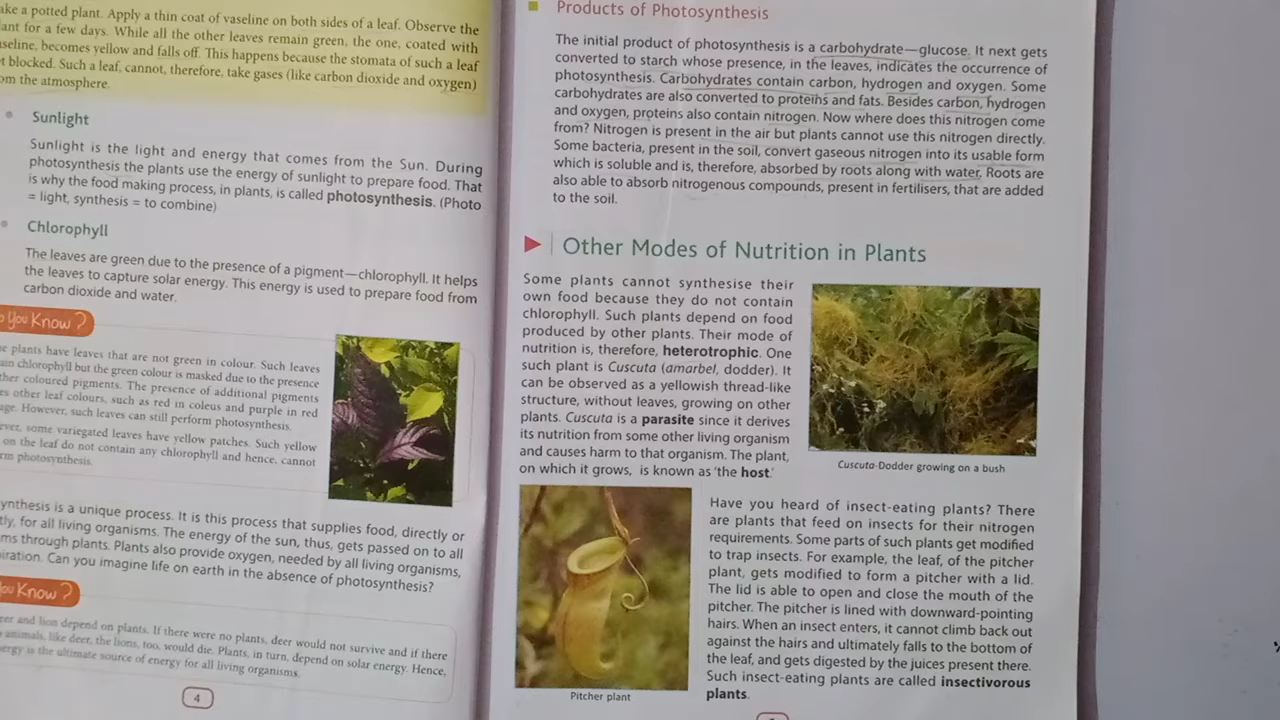 ake a potted plant. Apply a thin coat of vaseline on both sides of a leaf. Observe the
ant for a few days. While all the other leaves remain green, the one, coated with
seline, becomes yellow and falls off. This happens because the stomata of such a leaf
t blocked. Such a leaf, cannot, therefore, take gases (like carbon dioxide and oxygen)
om the atmosphere.
Sunlight
Sunlight is the light and energy that comes from the Sun. During
photosynthesis the plants use the energy of sunlight to prepare food. That
is why the food making process, in plants, is called photosynthesis. (Photo
= light, synthesis = to combine)
Chlorophyll
The leaves are green due to the presence of a pigment—chlorophyll. It helps
the leaves to capture solar energy. This energy is used to prepare food from
carbon dioxide and water.
You Know?
e plants have leaves that are not green in colour. Such leaves
ain chlorophyll but the green colour is masked due to the presence
ther coloured pigments. The presence of additional pigments
es other leaf colours, such as red in coleus and purple in red
age. However, such leaves can still perform photosynthesis.
ever, some variegated leaves have yellow patches. Such yellow
on the leaf do not contain any chlorophyll and hence, cannot
rm photosynthesis.
ynthesis is a unique process. It is this process that supplies food, directly or
tly, for all living organisms. The energy of the sun, thus, gets passed on to all
ms through plants. Plants also provide oxygen, needed by all living organisms,
iration. Can you imagine life on earth in the absence of photosynthesis?
ou Know?
eer and lion depend on plants. If there were no plants, deer would not survive and if there
animals, like deer, the lions, too, would die. Plants, in turn, depend on solar energy. Hence,
ergy is the ultimate source of energy for all living organisms.
4
Products of Photosynthesis
The initial product of photosynthesis is a carbohydrate—glucose. It next gets
converted to starch whose presence, in the leaves, indicates the occurrence of
photosynthesis. Carbohydrates contain carbon, hydrogen and oxygen. Some
carbohydrates are also converted to proteins and fats. Besides carbon, hydrogen
and oxygen, proteins also contain nitrogen. Now where does this nitrogen come
from? Nitrogen is present in the air but plants cannot use this nitrogen directly.
Some bacteria, present in the soil, convert gaseous nitrogen into its usable form
which is soluble and is, therefore, absorbed by roots along with water. Roots are
also able to absorb nitrogenous compounds, present in fertilisers, that are added
to the soil.
Other Modes of Nutrition in Plants
Some plants cannot synthesise their
own food because they do not contain
chlorophyll. Such plants depend on food
produced by other plants. Their mode of
nutrition is, therefore, heterotrophic. One
such plant is Cuscuta (amarbel, dodder). It
can be observed as a yellowish thread-like
structure, without leaves, growing on other
plants. Cuscuta is a parasite since it derives
its nutrition from some other living organism
and causes harm to that organism. The plant,
on which it grows, is known as 'the host.'
Cuscuta-Dodder growing on a bush
Have you heard of insect-eating plants? There
are plants that feed on insects for their nitrogen
requirements. Some parts of such plants get modified
to trap insects. For example, the leaf, of the pitcher
plant, gets modified to form a pitcher with a lid.
The lid is able to open and close the mouth of the
pitcher. The pitcher is lined with downward-pointing
hairs. When an insect enters, it cannot climb back out
against the hairs and ultimately falls to the bottom of
the leaf, and gets digested by the juices present there.
Such insect-eating plants are called insectivorous
plants.
Pitcher plant